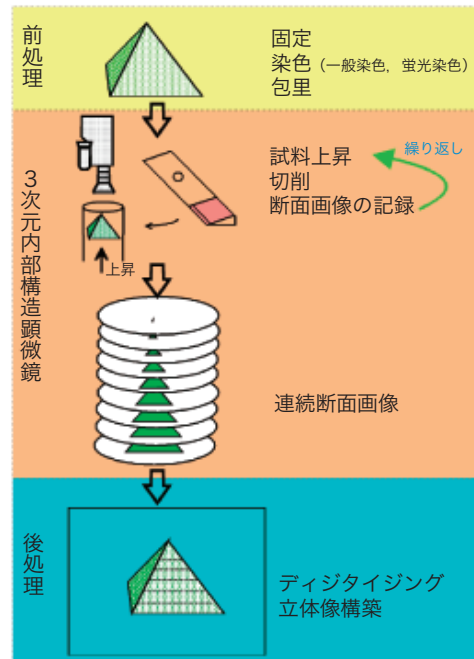 前処理
固定
染色（一般染色，蛍光染色）
包里
3次元内部構造顕微鏡
試料上昇
切削
断面画像の記録
繰り返し
上昇
連続断面画像
後処理
ディジタイジング
立体像構築